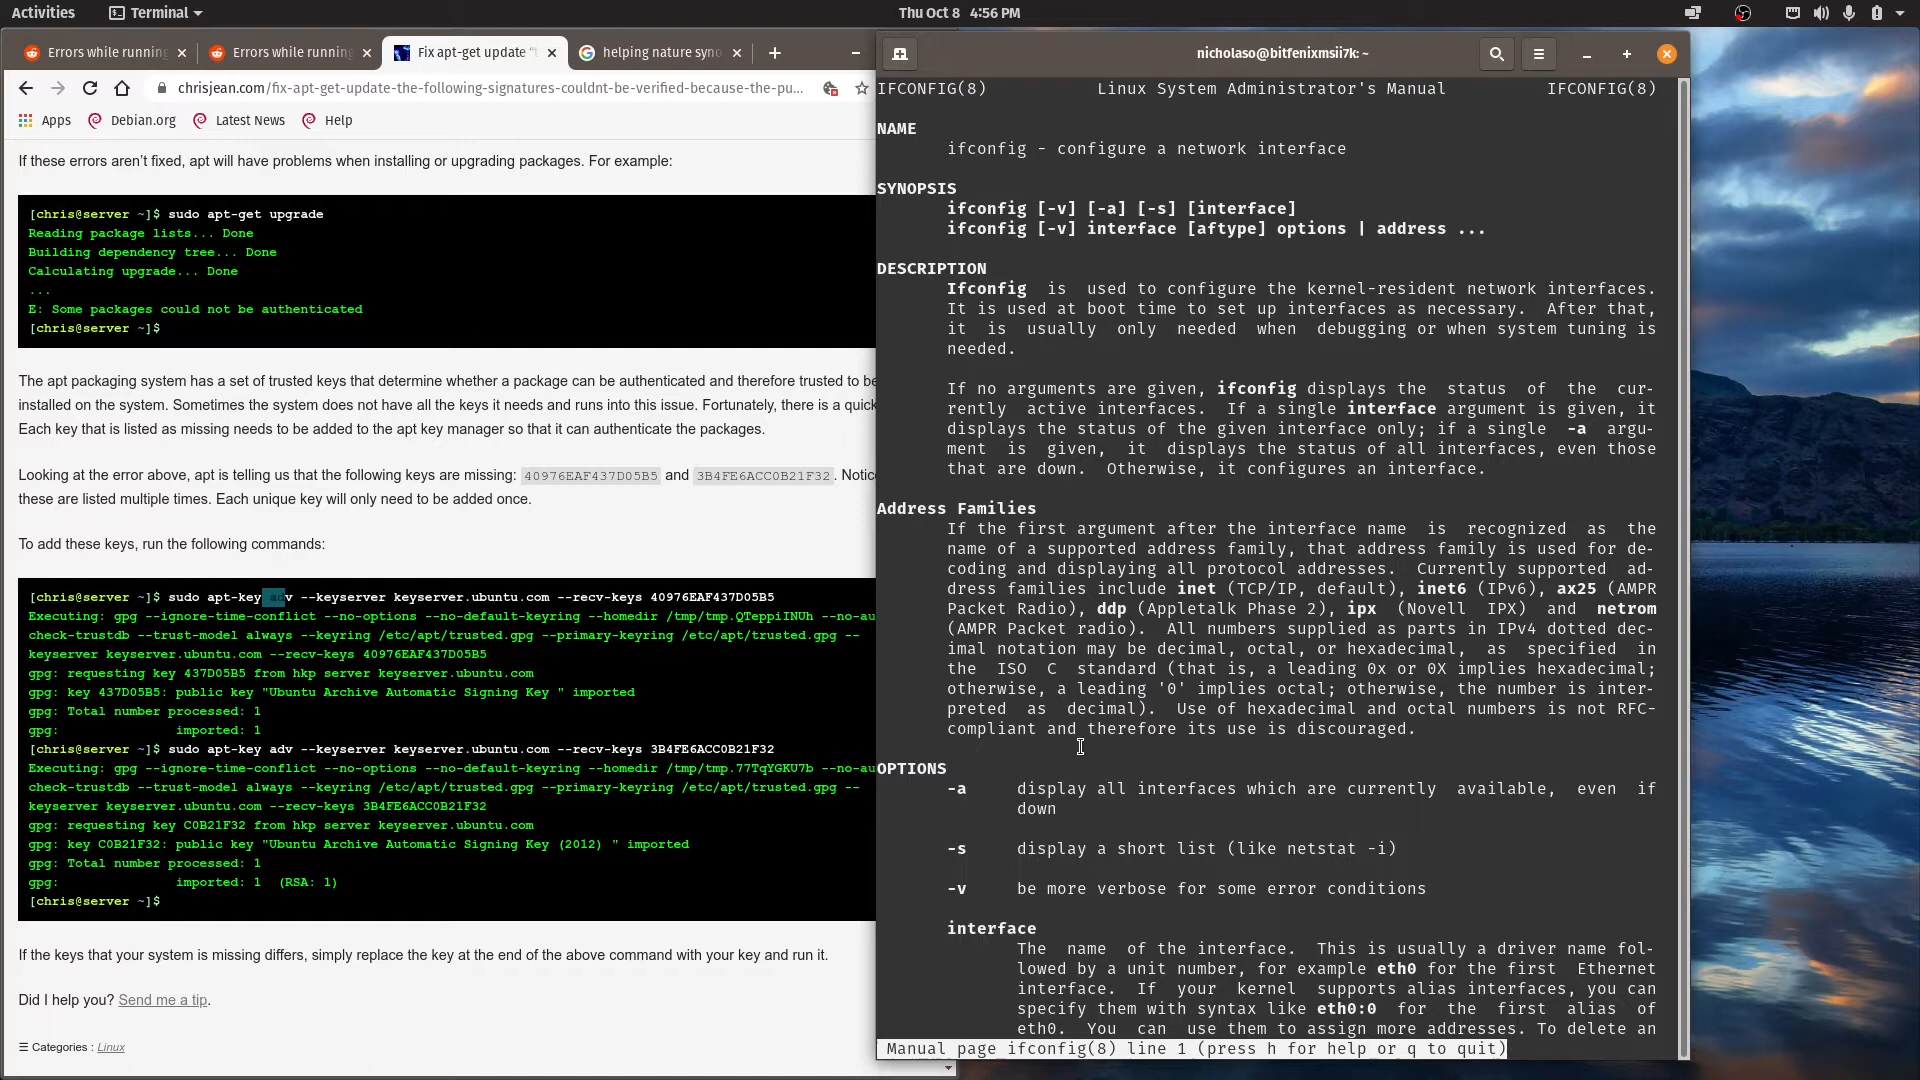 Activities
Terminal
Thu Oct 8 4:56 PM
Errors while running
Errors while running
Fix apt-get update "t
helping nature syno
chrisjean.com/fix-apt-get-update-the-following-signatures-couldnt-be-verified-because-the-pu...
Apps
Debian.org
Latest News
Help
If these errors aren't fixed, apt will have problems when installing or upgrading packages. For example:
[chris@server ~]$ sudo apt-get upgrade
Reading package lists... Done
Building dependency tree... Done
Calculating upgrade... Done
...
E: Some packages could not be authenticated
[chris@server ~]$
The apt packaging system has a set of trusted keys that determine whether a package can be authenticated and therefore trusted to be
installed on the system. Sometimes the system does not have all the keys it needs and runs into this issue. Fortunately, there is a quick
Each key that is listed as missing needs to be added to the apt key manager so that it can authenticate the packages.
Looking at the error above, apt is telling us that the following keys are missing: 40976EAF437D05B5 and 3B4FE6ACC0B21F32. Notic
these are listed multiple times. Each unique key will only need to be added once.
To add these keys, run the following commands:
[chris@server ~]$ sudo apt-key adv --keyserver keyserver.ubuntu.com --recv-keys 40976EAF437D05B5
Executing: gpg --ignore-time-conflict --no-options --no-default-keyring --homedir /tmp/tmp.QTeppiINUh --no-au
check-trustdb --trust-model always --keyring /etc/apt/trusted.gpg --primary-keyring /etc/apt/trusted.gpg --
keyserver keyserver.ubuntu.com --recv-keys 40976EAF437D05B5
gpg: requesting key 437D05B5 from hkp server keyserver.ubuntu.com
gpg: key 437D05B5: public key "Ubuntu Archive Automatic Signing Key " imported
gpg: Total number processed: 1
gpg: imported: 1
[chris@server ~]$ sudo apt-key adv --keyserver keyserver.ubuntu.com --recv-keys 3B4FE6ACC0B21F32
Executing: gpg --ignore-time-conflict --no-options --no-default-keyring --homedir /tmp/tmp.77TqYGKU7b --no-au
check-trustdb --trust-model always --keyring /etc/apt/trusted.gpg --primary-keyring /etc/apt/trusted.gpg --
keyserver keyserver.ubuntu.com --recv-keys 3B4FE6ACC0B21F32
gpg: requesting key C0B21F32 from hkp server keyserver.ubuntu.com
gpg: key C0B21F32: public key "Ubuntu Archive Automatic Signing Key (2012) " imported
gpg: Total number processed: 1
gpg: imported: 1 (RSA: 1)
[chris@server ~]$
If the keys that your system is missing differs, simply replace the key at the end of the above command with your key and run it.
Did I help you? Send me a tip.
Categories : Linux
nicholaso@bitfenixmsii7k: ~
IFCONFIG(8) Linux System Administrator's Manual IFCONFIG(8)
NAME
ifconfig - configure a network interface
SYNOPSIS
ifconfig [-v] [-a] [-s] [interface]
ifconfig [-v] interface [aftype] options | address ...
DESCRIPTION
Ifconfig is used to configure the kernel-resident network interfaces.
It is used at boot time to set up interfaces as necessary. After that,
it is usually only needed when debugging or when system tuning is
needed.
If no arguments are given, ifconfig displays the status of the cur-
rently active interfaces. If a single interface argument is given, it
displays the status of the given interface only; if a single -a argu-
ment is given, it displays the status of all interfaces, even those
that are down. Otherwise, it configures an interface.
Address Families
If the first argument after the interface name is recognized as the
name of a supported address family, that address family is used for de-
coding and displaying all protocol addresses. Currently supported ad-
dress families include inet (TCP/IP, default), inet6 (IPv6), ax25 (AMPR
Packet Radio), ddp (Appletalk Phase 2), ipx (Novell IPX) and netrom
(AMPR Packet radio). All numbers supplied as parts in IPv4 dotted dec-
imal notation may be decimal, octal, or hexadecimal, as specified in
the ISO C standard (that is, a leading 0x or 0X implies hexadecimal;
otherwise, a leading '0' implies octal; otherwise, the number is inter-
preted as decimal). Use of hexadecimal and octal numbers is not RFC-
compliant and therefore its use is discouraged.
OPTIONS
-a display all interfaces which are currently available, even if
down
-s display a short list (like netstat -i)
-v be more verbose for some error conditions
interface
The name of the interface. This is usually a driver name fol-
lowed by a unit number, for example eth0 for the first Ethernet
interface. If your kernel supports alias interfaces, you can
specify them with syntax like eth0:0 for the first alias of
eth0. You can use them to assign more addresses. To delete an
Manual page ifconfig(8) line 1 (press h for help or q to quit)